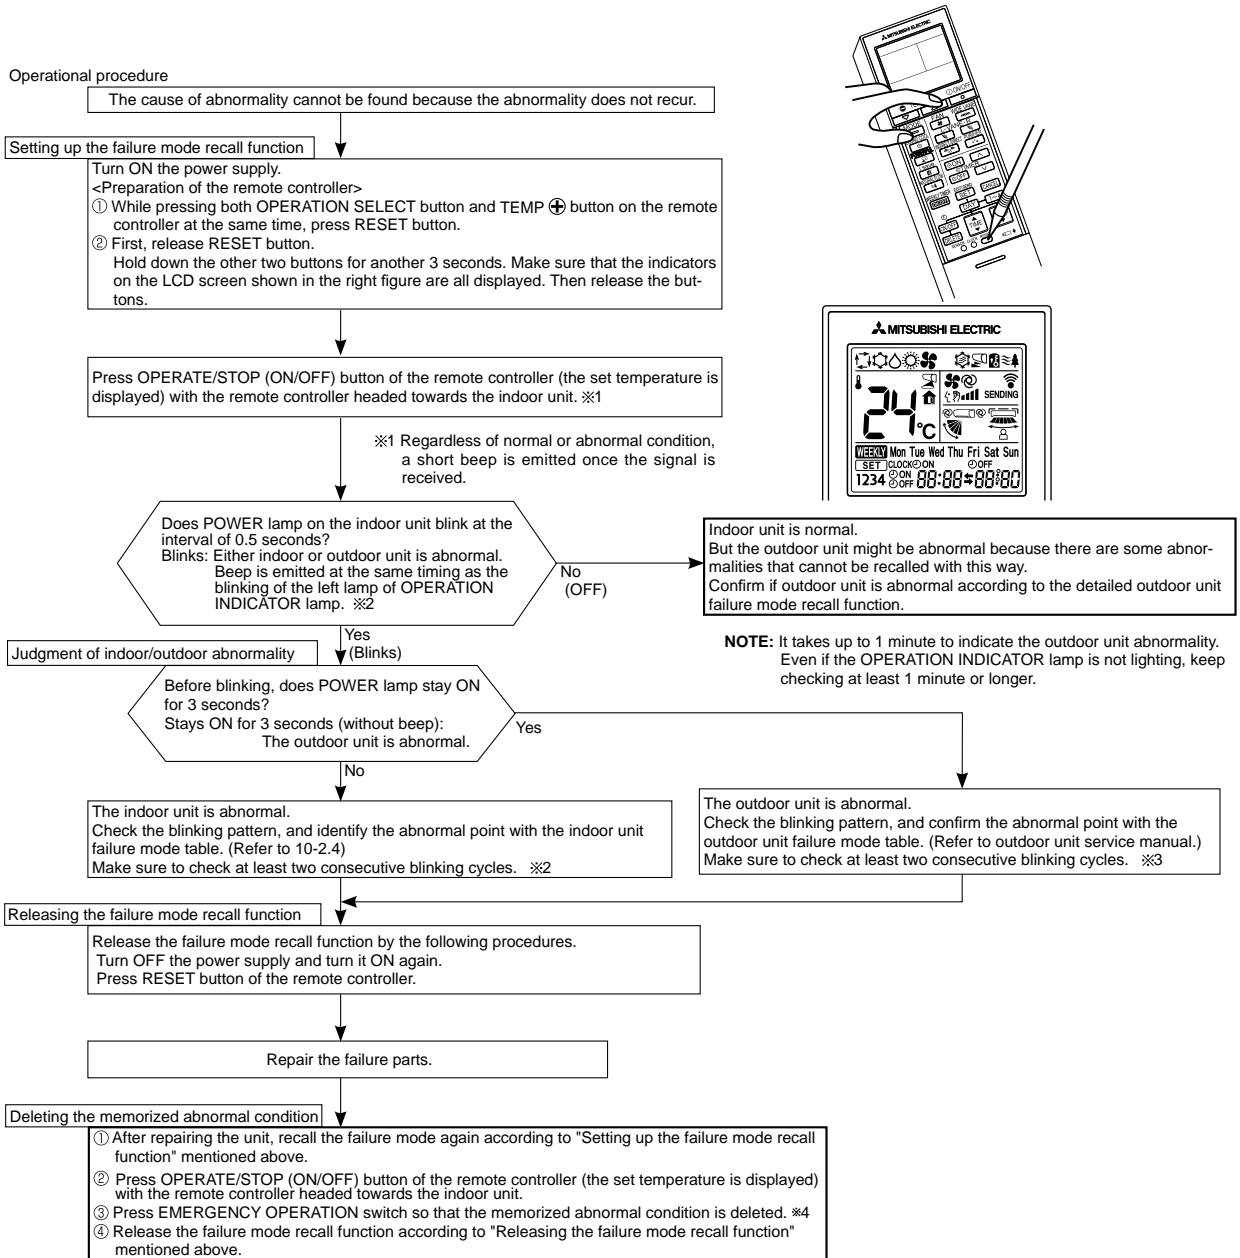 Operational procedure
The cause of abnormality cannot be found because the abnormality does not recur.
Setting up the failure mode recall function
Turn ON the power supply.
<Preparation of the remote controller>
① While pressing both OPERATION SELECT button and TEMP ⊕ button on the remote
controller at the same time, press RESET button.
② First, release RESET button.
Hold down the other two buttons for another 3 seconds. Make sure that the indicators
on the LCD screen shown in the right figure are all displayed. Then release the but-
tons.
MITSUBISHI ELECTRIC
MITSUBISHI ELECTRIC
24°C
SENDING
WEEKLY Mon Tue Wed Thu Fri Sat Sun
SET CLOCK ON OFF
1234 ON OFF 88:88 88:80
Press OPERATE/STOP (ON/OFF) button of the remote controller (the set temperature is
displayed) with the remote controller headed towards the indoor unit. ※1
※1 Regardless of normal or abnormal condition,
a short beep is emitted once the signal is
received.
Does POWER lamp on the indoor unit blink at the
interval of 0.5 seconds?
Blinks: Either indoor or outdoor unit is abnormal.
Beep is emitted at the same timing as the
blinking of the left lamp of OPERATION
INDICATOR lamp. ※2
No
(OFF)
Indoor unit is normal.
But the outdoor unit might be abnormal because there are some abnor-
malities that cannot be recalled with this way.
Confirm if outdoor unit is abnormal according to the detailed outdoor unit
failure mode recall function.
NOTE: It takes up to 1 minute to indicate the outdoor unit abnormality.
Even if the OPERATION INDICATOR lamp is not lighting, keep
checking at least 1 minute or longer.
Yes
(Blinks)
Judgment of indoor/outdoor abnormality
Before blinking, does POWER lamp stay ON
for 3 seconds?
Stays ON for 3 seconds (without beep):
The outdoor unit is abnormal.
Yes
No
The indoor unit is abnormal.
Check the blinking pattern, and identify the abnormal point with the indoor unit
failure mode table. (Refer to 10-2.4)
Make sure to check at least two consecutive blinking cycles. ※2
The outdoor unit is abnormal.
Check the blinking pattern, and confirm the abnormal point with the
outdoor unit failure mode table. (Refer to outdoor unit service manual.)
Make sure to check at least two consecutive blinking cycles. ※3
Releasing the failure mode recall function
Release the failure mode recall function by the following procedures.
Turn OFF the power supply and turn it ON again.
Press RESET button of the remote controller.
Repair the failure parts.
Deleting the memorized abnormal condition
① After repairing the unit, recall the failure mode again according to "Setting up the failure mode recall
function" mentioned above.
② Press OPERATE/STOP (ON/OFF) button of the remote controller (the set temperature is displayed)
with the remote controller headed towards the indoor unit.
③ Press EMERGENCY OPERATION switch so that the memorized abnormal condition is deleted. ※4
④ Release the failure mode recall function according to "Releasing the failure mode recall function"
mentioned above.